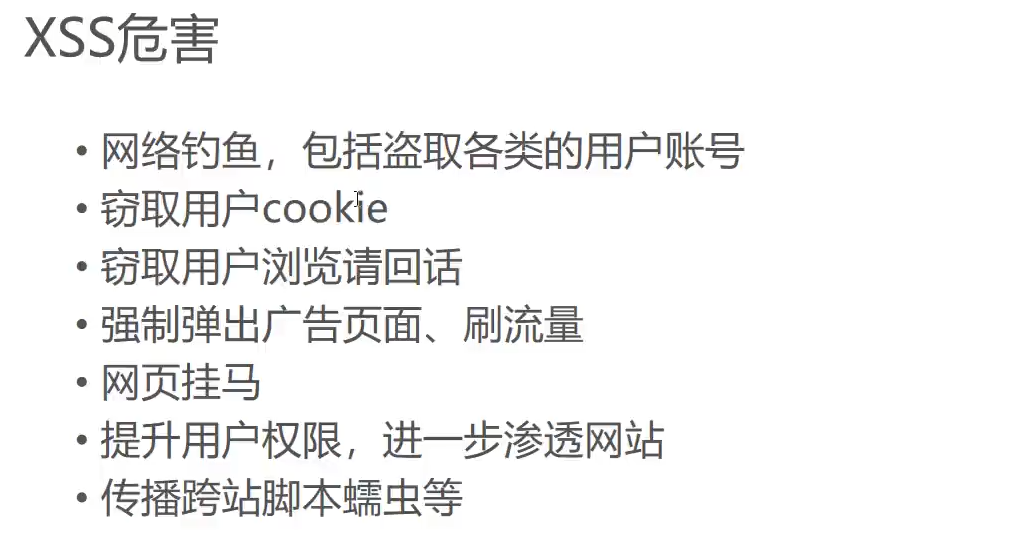 XSS危害
• 网络钓鱼，包括盗取各类的用户账号
• 窃取用户cookie
• 窃取用户浏览请回话
• 强制弹出广告页面、刷流量
• 网页挂马
• 提升用户权限，进一步渗透网站
• 传播跨站脚本蠕虫等